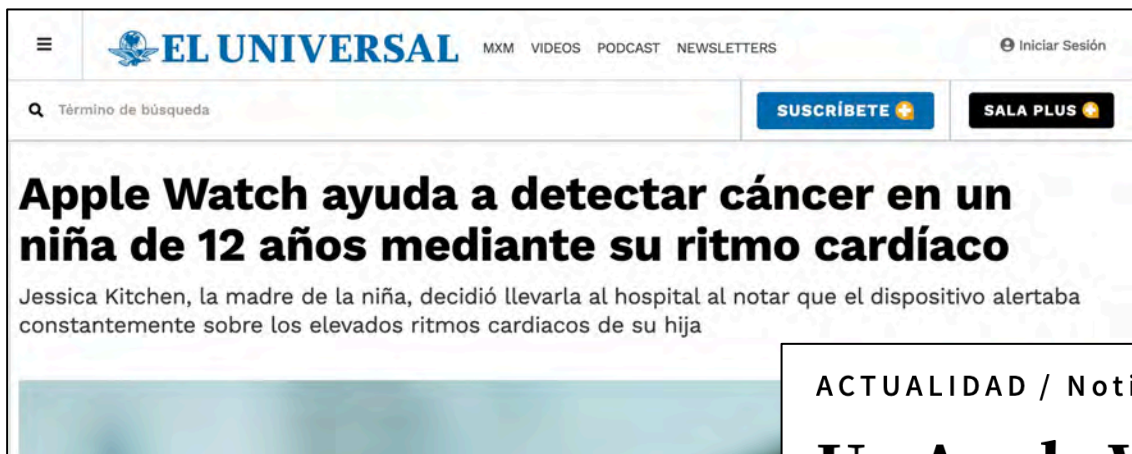 EL UNIVERSAL MXM VIDEOS PODCAST NEWSLETTERS Iniciar Sesión
Término de búsqueda SUSCRÍBETE SALA PLUS
Apple Watch ayuda a detectar cáncer en un
niña de 12 años mediante su ritmo cardíaco
Jessica Kitchen, la madre de la niña, decidió llevarla al hospital al notar que el dispositivo alertaba
constantemente sobre los elevados ritmos cardiacos de su hija
ACTUALIDAD / Noti